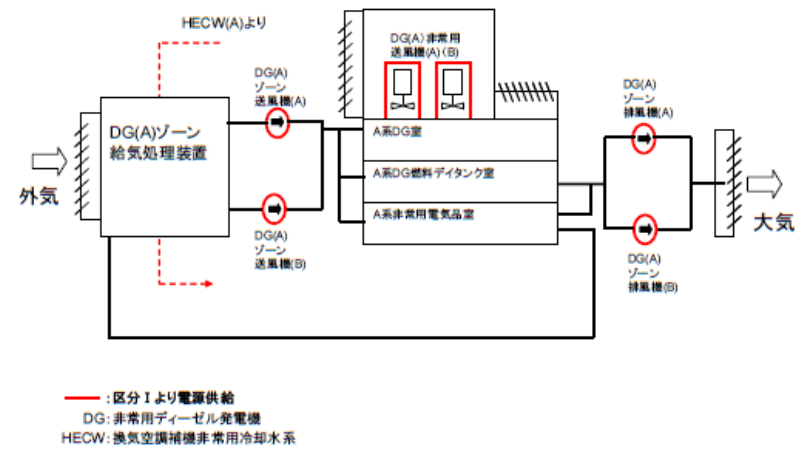 HECW(A)より
DG(A)非常用
送風機(A)(B)
DG(A)
ゾーン
送風機(A)
DG(A)
ゾーン
排風機(A)
DG(A)ゾーン
給気処理装置
A系DG室
外気
A系DG燃料デイタンク室
大気
A系非常用電気品室
DG(A)
ゾーン
送風機(B)
DG(A)
ゾーン
排風機(B)
:区分Ⅰより電源供給
DG:非常用ディーゼル発電機
HECW:換気空調補機非常用冷却水系